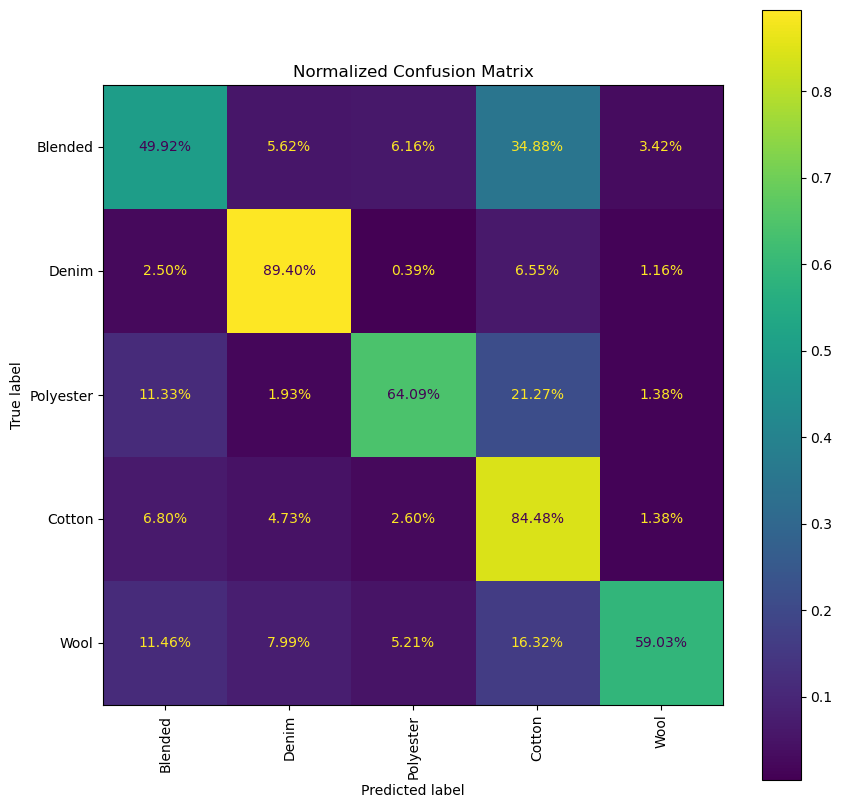 Normalized Confusion Matrix
True label
Blended 49.92% 5.62% 6.16% 34.88% 3.42%
Denim 2.50% 89.40% 0.39% 6.55% 1.16%
Polyester 11.33% 1.93% 64.09% 21.27% 1.38%
Cotton 6.80% 4.73% 2.60% 84.48% 1.38%
Wool 11.46% 7.99% 5.21% 16.32% 59.03%
Blended Denim Polyester Cotton Wool
Predicted label
0.8
0.7
0.6
0.5
0.4
0.3
0.2
0.1